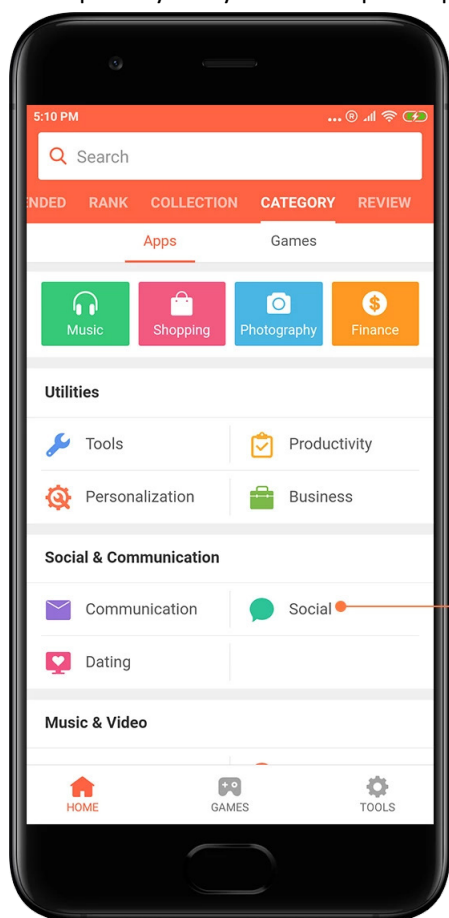 5:10 PM ... ®
Search
NDED RANK COLLECTION CATEGORY REVIEW
Apps Games
Music Shopping Photography Finance
Utilities
Tools Productivity
Personalization Business
Social & Communication
Communication Social
Dating
Music & Video
HOME GAMES TOOLS